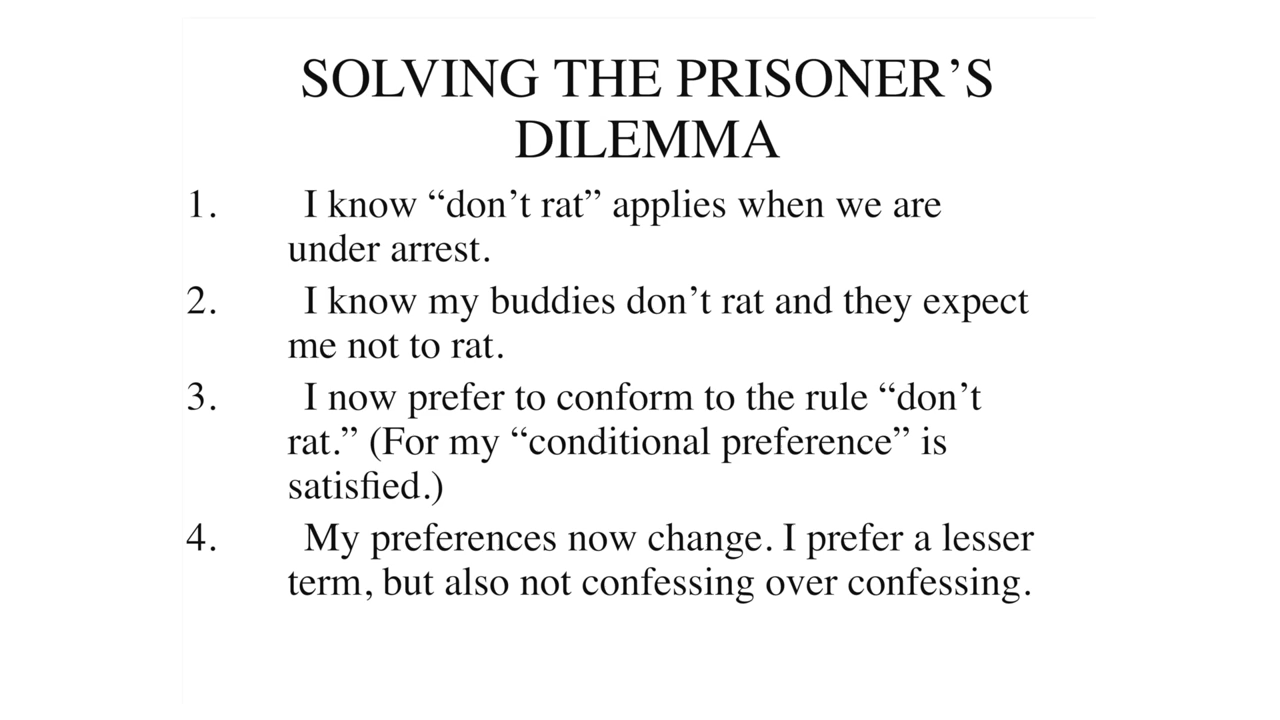 SOLVING THE PRISONER’S
DILEMMA
1. I know “don’t rat” applies when we are
under arrest.
2. I know my buddies don’t rat and they expect
me not to rat.
3. I now prefer to conform to the rule “don’t
rat.” (For my “conditional preference” is
satisfied.)
4. My preferences now change. I prefer a lesser
term, but also not confessing over confessing.